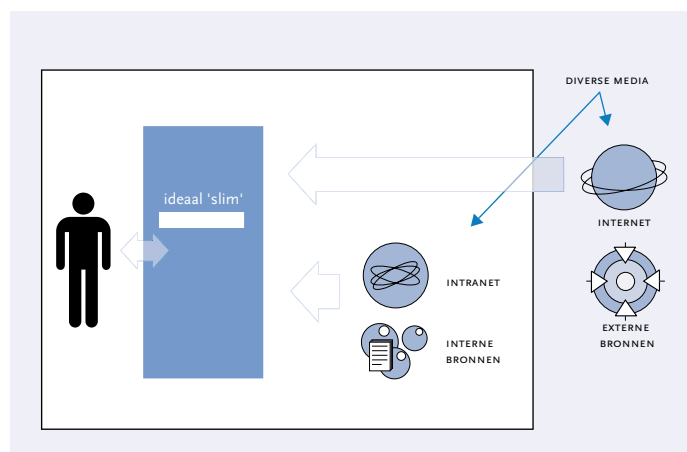 DIVERSE MEDIA
ideaal 'slim'
INTERNET
INTRANET
EXTERNE
BRONNEN
INTERNE
BRONNEN